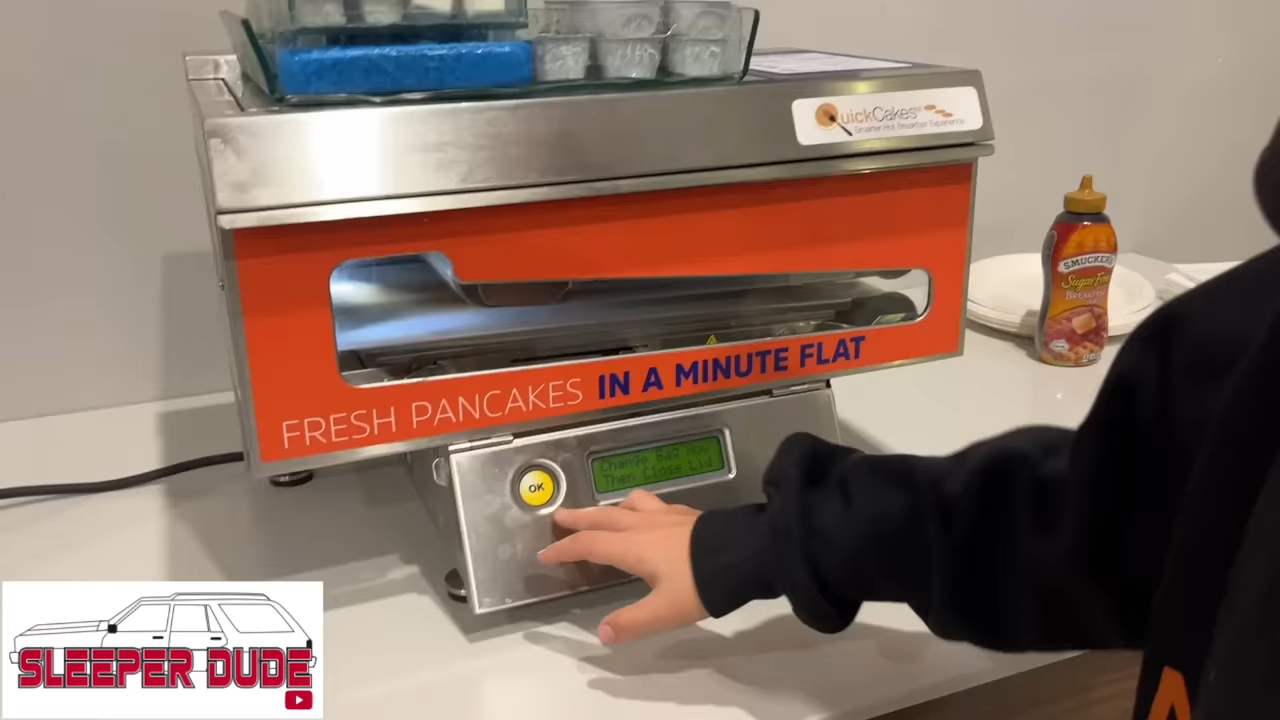 QuickCakes
Smarter Hot Breakfast Experience
FRESH PANCAKES IN A MINUTE FLAT
OK
Change Bag Now
Then Close Lid
SMUCKER'S
Sugar Free
BREAKFAST
SLEEPER DUDE